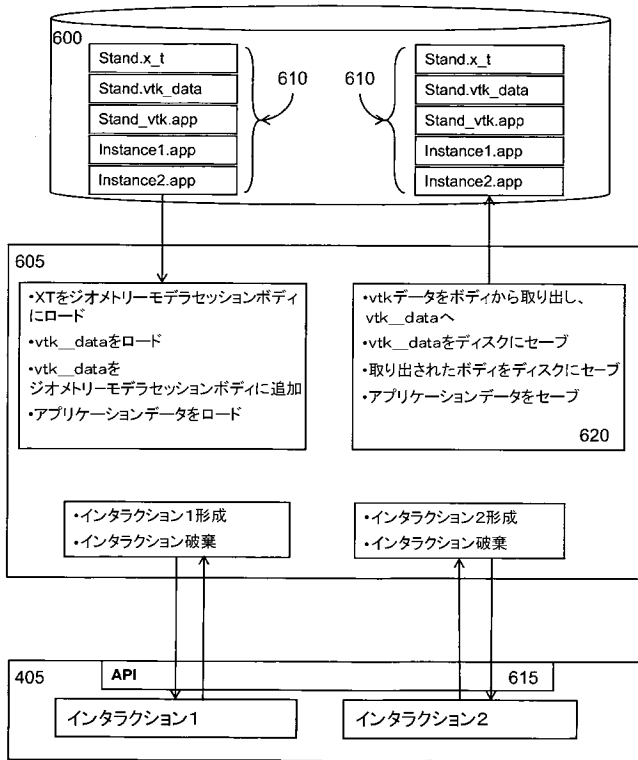 600
Stand.x_t
Stand.vtk_data
Stand_vtk.app
Instance1.app
Instance2.app
610
610
Stand.x_t
Stand.vtk_data
Stand_vtk.app
Instance1.app
Instance2.app
605
•XTをジオメトリーモデラセッションボディ
にロード
•vtk__dataをロード
•vtk__dataを
ジオメトリーモデラセッションボディに追加
•アプリケーションデータをロード
•vtkデータをボディから取り出し、
vtk__dataへ
•vtk__dataをディスクにセーブ
•取り出されたボディをディスクにセーブ
•アプリケーションデータをセーブ
620
•インタラクション1形成
•インタラクション破棄
•インタラクション2形成
•インタラクション破棄
405
API
615
インタラクション1
インタラクション2